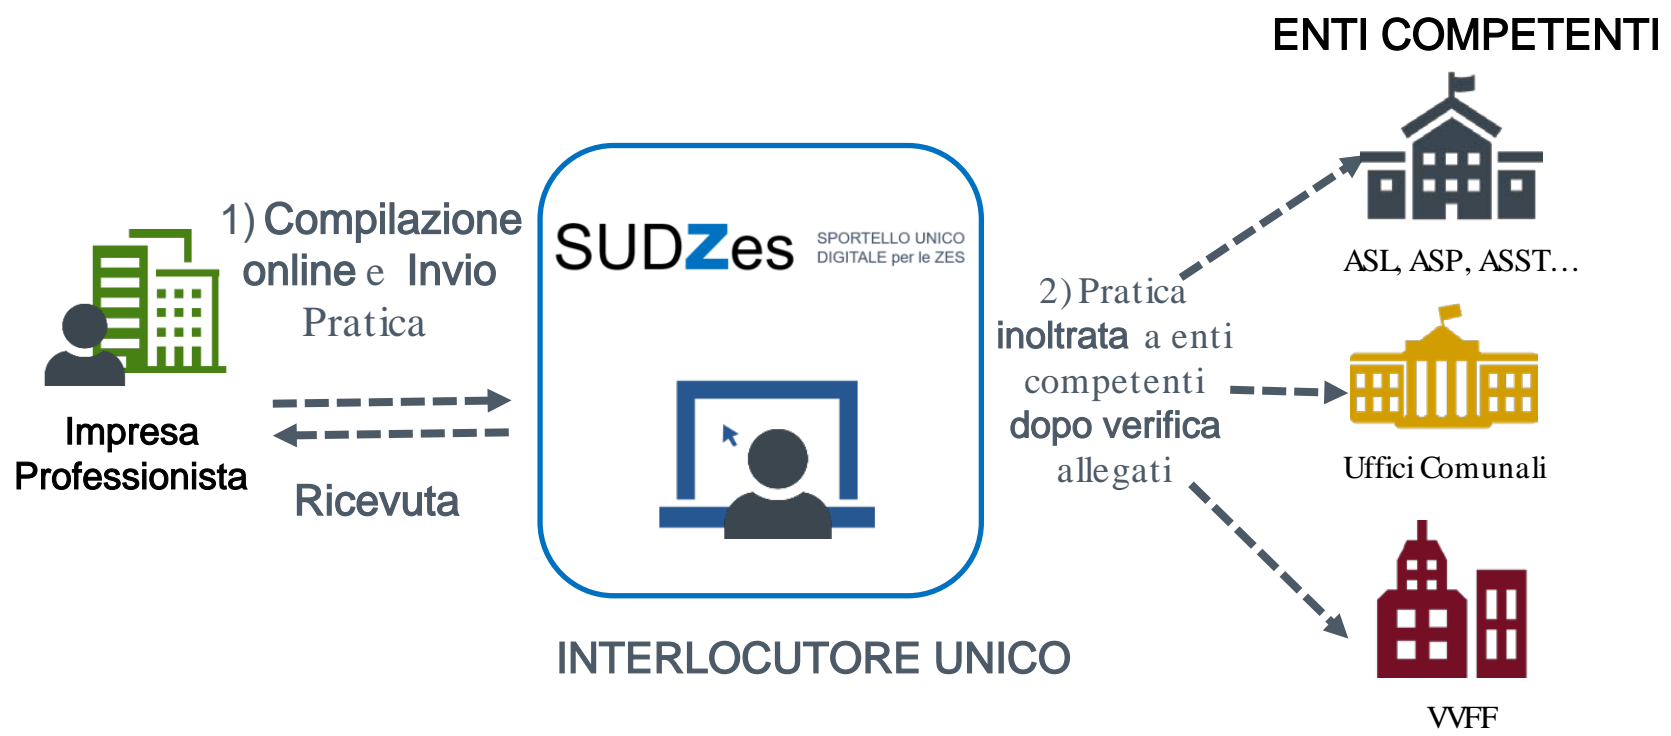 ENTI COMPETENTI
1) Compilazione
online e Invio
Pratica
Impresa
Professionista
Ricevuta
SUDZes
SPORTELLO UNICO
DIGITALE per le ZES
INTERLOCUTORE UNICO
2) Pratica
inoltrata a enti
competenti
dopo verifica
allegati
ASL, ASP, ASST...
Uffici Comunali
VVFF